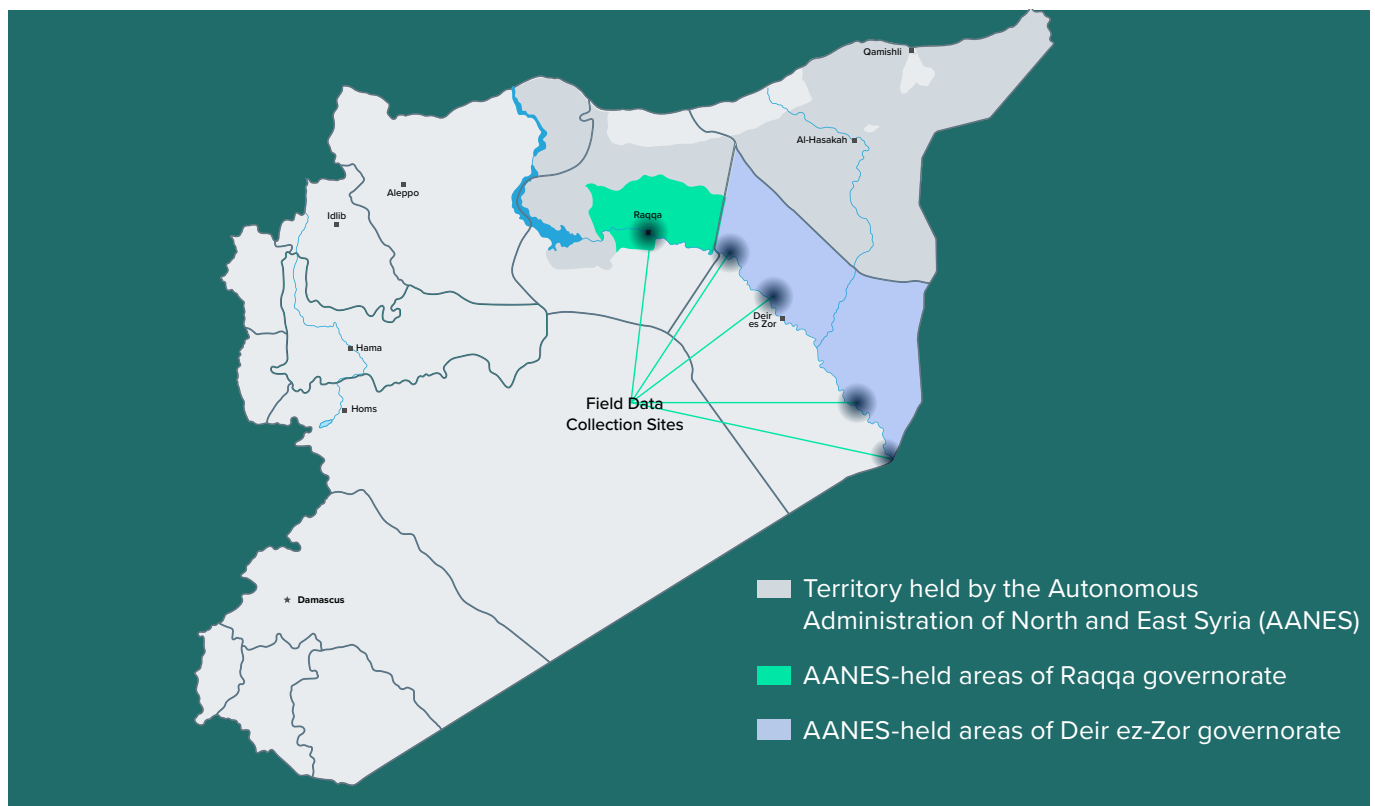 Qamishli
Al-Hasakah
Aleppo
Idlib
Raqqa
Deir
es Zor
Hama
Homs
Field Data
Collection Sites
Damascus
Territory held by the Autonomous
Administration of North and East Syria (AANES)
AANES-held areas of Raqqa governorate
AANES-held areas of Deir ez-Zor governorate